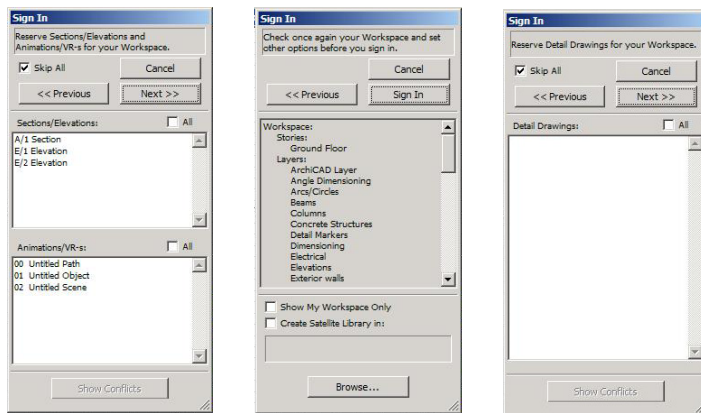 Sign In
Reserve Sections/Elevations and
Animations/VR-s for your Workspace.
Skip All
Cancel
<< Previous
Next >>
Sections/Elevations:
All
A/1 Section
E/1 Elevation
E/2 Elevation
Animations/VR-s:
All
00 Untitled Path
01 Untitled Object
02 Untitled Scene
Show Conflicts
Sign In
Check once again your Workspace and set
other options before you sign in.
Cancel
<< Previous
Sign In
Workspace:
Stories:
Ground Floor
Layers:
ArchiCAD Layer
Angle Dimensioning
Arcs/Circles
Beams
Columns
Concrete Structures
Detail Markers
Dimensioning
Electrical
Elevations
Exterior walls
Show My Workspace Only
Create Satellite Library in:
Browse...
Sign In
Reserve Detail Drawings for your Workspace.
Skip All
Cancel
<< Previous
Next >>
Detail Drawings:
All
Show Conflicts